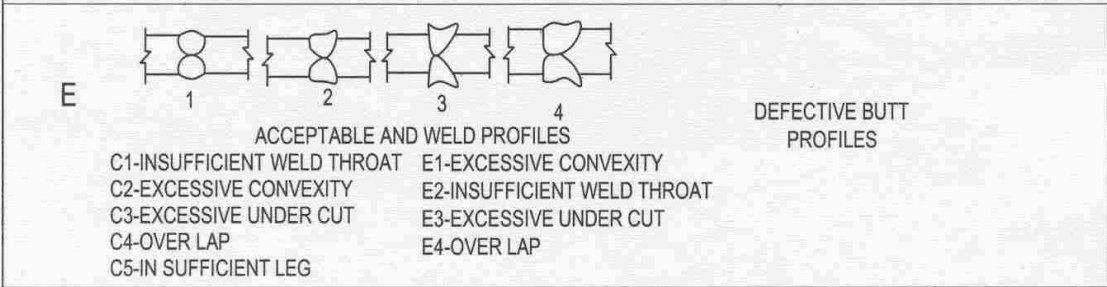 E
1 2 3 4
DEFECTIVE BUTT
PROFILES
ACCEPTABLE AND WELD PROFILES
C1-INSUFFICIENT WELD THROAT
C2-EXCESSIVE CONVEXITY
C3-EXCESSIVE UNDER CUT
C4-OVER LAP
C5-IN SUFFICIENT LEG
E1-EXCESSIVE CONVEXITY
E2-INSUFFICIENT WELD THROAT
E3-EXCESSIVE UNDER CUT
E4-OVER LAP